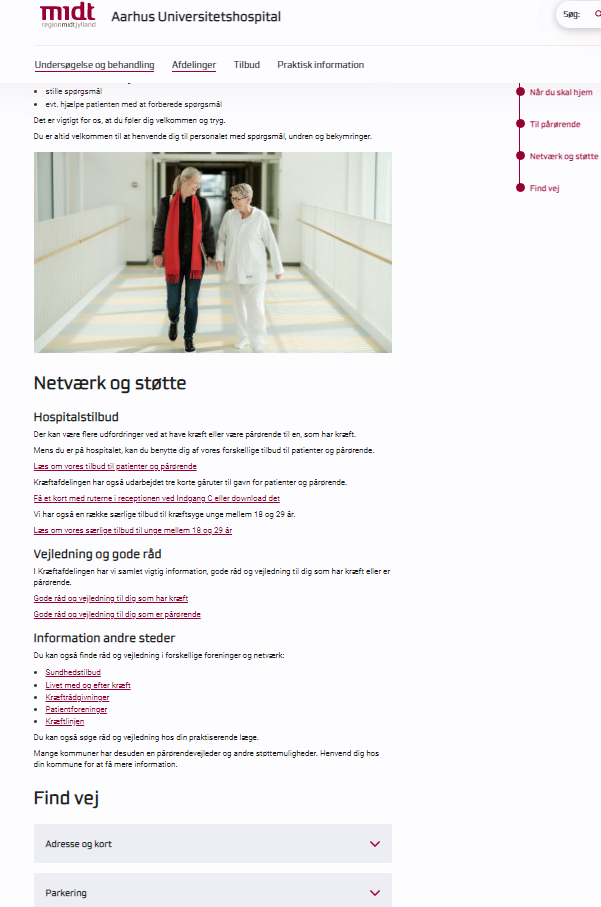 midt
regionmidtjylland
Aarhus Universitetshospital
Søg:
Undersøgelse og behandling
Afdelinger
Tilbud
Praktisk information
stille spørgsmål
evt. hjælpe patienten med at forberede spørgsmål
Det er vigtigt for os, at du føler dig velkommen og tryg.
Du er altid velkommen til at henvende dig til personalet med spørgsmål, undren og bekymringer.
Når du skal hjem
Til pårørende
Netværk og støtte
Find vej
Netværk og støtte
Hospitalstilbud
Der kan være flere udfordringer ved at have kræft eller være pårørende til en, som har kræft.
Mens du er på hospitalet, kan du benytte dig af vores forskellige tilbud til patienter og pårørende.
Læs om vores tilbud til patienter og pårørende
Kræftafdelingen har også udarbejdet tre korte gåruter til gavn for patienter og pårørende.
Få et kort med ruterne i receptionen ved Indgang C eller download det
Vi har også en række særlige tilbud til kræftsyge unge mellem 18 og 29 år.
Læs om vores særlige tilbud til unge mellem 18 og 29 år
Vejledning og gode råd
I Kræftafdelingen har vi samlet vigtig information, gode råd og vejledning til dig som har kræft eller er
pårørende.
Gode råd og vejledning til dig som har kræft
Gode råd og vejledning til dig som er pårørende
Information andre steder
Du kan også finde råd og vejledning i forskellige foreninger og netværk:
Sundhedstilbud
Livet med og efter kræft
Kræftrådgivninger
Patientforeninger
Kræftlinjen
Du kan også søge råd og vejledning hos din praktiserende læge.
Mange kommuner har desuden en pårørendevejleder og andre støttemuligheder. Henvend dig hos
din kommune for at få mere information.
Find vej
Adresse og kort
Parkering